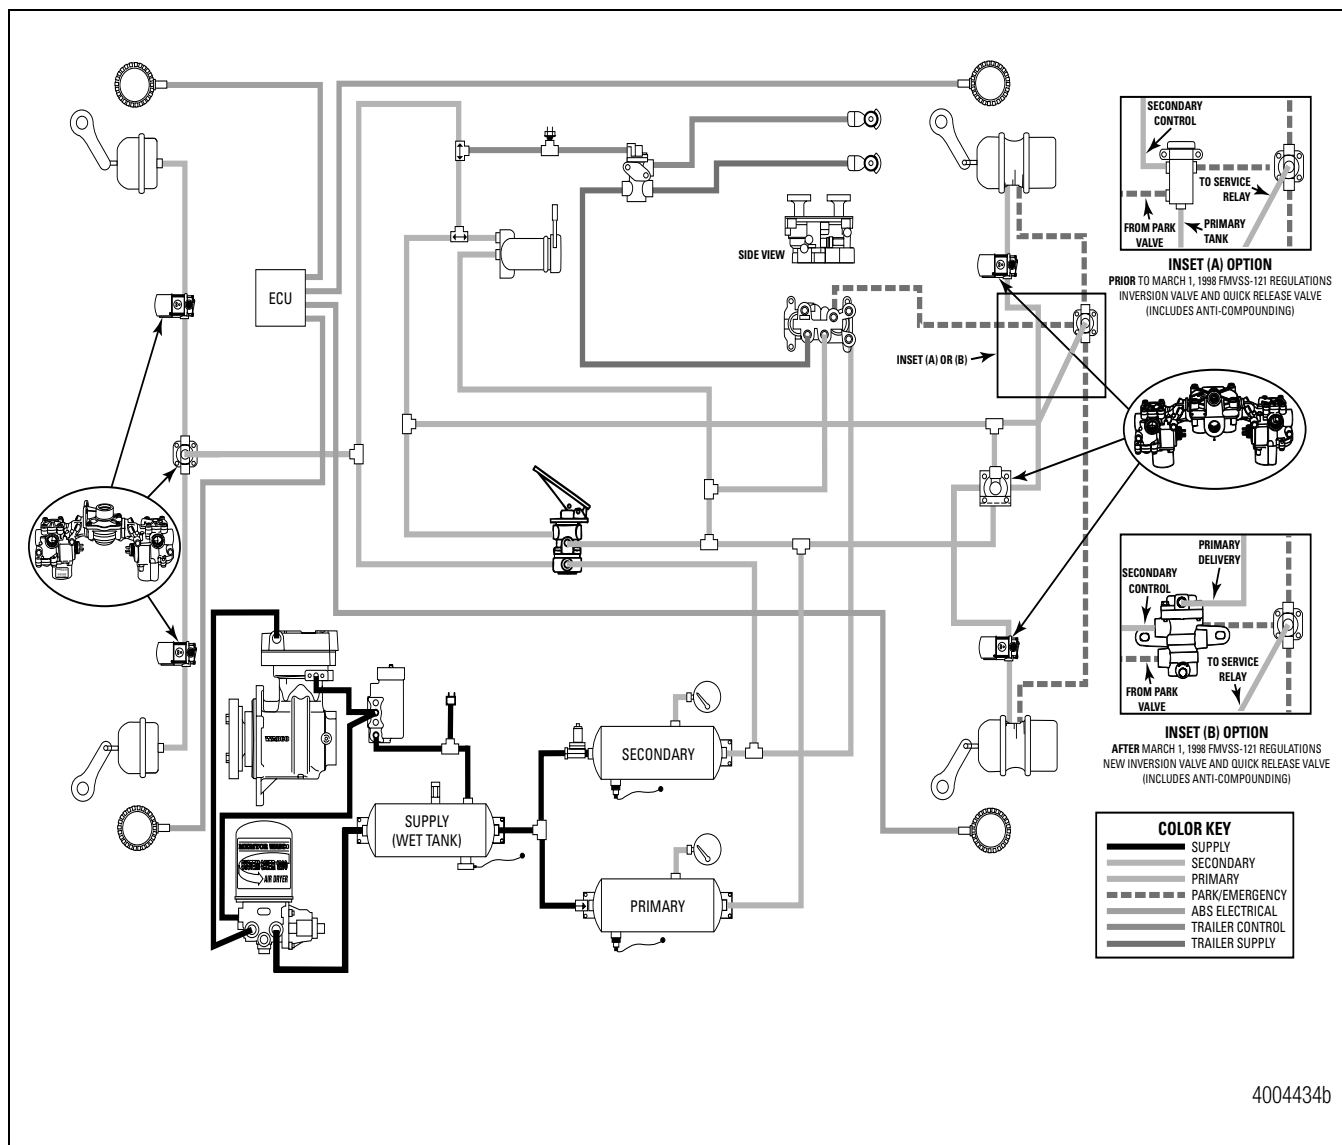 SECONDARY
CONTROL
TO SERVICE
RELAY
FROM PARK
VALVE
PRIMARY
TANK
INSET (A) OPTION
PRIOR TO MARCH 1, 1998 FMVSS-121 REGULATIONS
INVERSION VALVE AND QUICK RELEASE VALVE
(INCLUDES ANTI-COMPOUNDING)
SIDE VIEW
ECU
INSET (A) OR (B)
PRIMARY
DELIVERY
SECONDARY
CONTROL
TO SERVICE
RELAY
FROM PARK
VALVE
INSET (B) OPTION
AFTER MARCH 1, 1998 FMVSS-121 REGULATIONS
NEW INVERSION VALVE AND QUICK RELEASE VALVE
(INCLUDES ANTI-COMPOUNDING)
WABCO
SECONDARY
SUPPLY
(WET TANK)
AIR DRYER
PRIMARY
COLOR KEY
SUPPLY
SECONDARY
PRIMARY
PARK/EMERGENCY
ABS ELECTRICAL
TRAILER CONTROL
TRAILER SUPPLY
4004434b